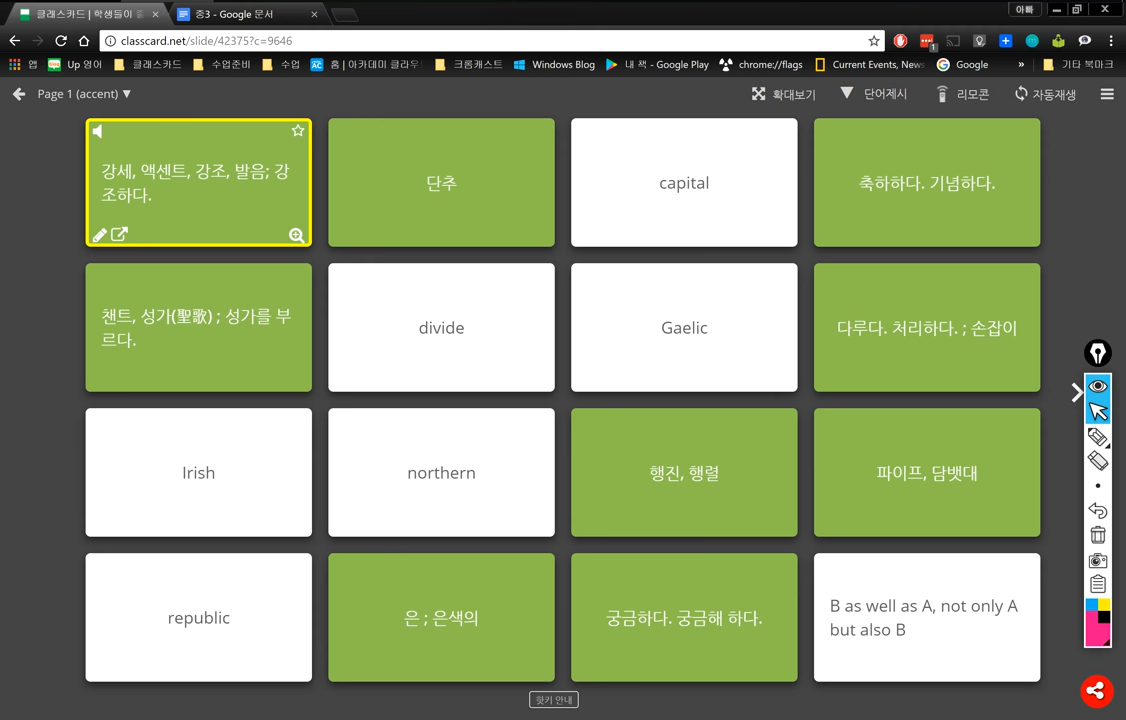 클래스카드 | 학생들이
중3 - Google 문서
아빠
classcard.net/slide/42375?c=9646
1
앱
Up 영어
클래스카드
수업준비
수업
홈 | 아카데미 클라우
크롬캐스트
Windows Blog
내 책 - Google Play
chrome://flags
Current Events, News
Google
»
기타 북마크
Page 1 (accent) ▼
확대보기
단어제시
리모콘
자동재생
강세, 액센트, 강조, 발음; 강
조하다.
단추
capital
축하하다. 기념하다.
챈트, 성가(聖歌) ; 성가를 부
르다.
divide
Gaelic
다루다. 처리하다. ; 손잡이
Irish
northern
행진, 행렬
파이프, 담뱃대
republic
은 ; 은색의
궁금하다. 궁금해 하다.
B as well as A, not only A
but also B
핫키 안내